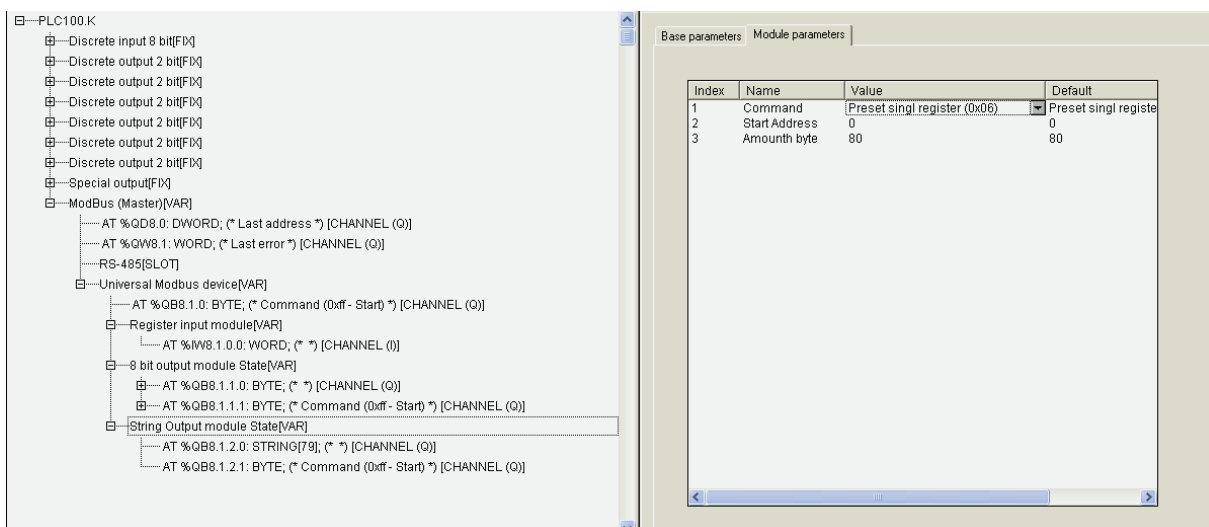 PLC100.K
Discrete input 8 bit[FIX]
Discrete output 2 bit[FIX]
Discrete output 2 bit[FIX]
Discrete output 2 bit[FIX]
Discrete output 2 bit[FIX]
Discrete output 2 bit[FIX]
Discrete output 2 bit[FIX]
Special output[FIX]
ModBus (Master)[VAR]
AT %QD8.0: DWORD; (* Last address *) [CHANNEL (Q)]
AT %QW8.1: WORD; (* Last error *) [CHANNEL (Q)]
RS-485[SLOT]
Universal Modbus device[VAR]
AT %QB8.1.0: BYTE; (* Command (0xff - Start) *) [CHANNEL (Q)]
Register input module[VAR]
AT %IW8.1.0.0: WORD; (* *) [CHANNEL (I)]
8 bit output module State[VAR]
AT %QB8.1.1.0: BYTE; (* *) [CHANNEL (Q)]
AT %QB8.1.1.1: BYTE; (* Command (0xff - Start) *) [CHANNEL (Q)]
String Output module State[VAR]
AT %QB8.1.2.0: STRING[79]; (* *) [CHANNEL (Q)]
AT %QB8.1.2.1: BYTE; (* Command (0xff - Start) *) [CHANNEL (Q)]
Base parameters Module parameters
Index Name Value Default
1 Command Preset singl register (0x06) Preset singl registe
2 Start Address 0 0
3 Amounth byte 80 80